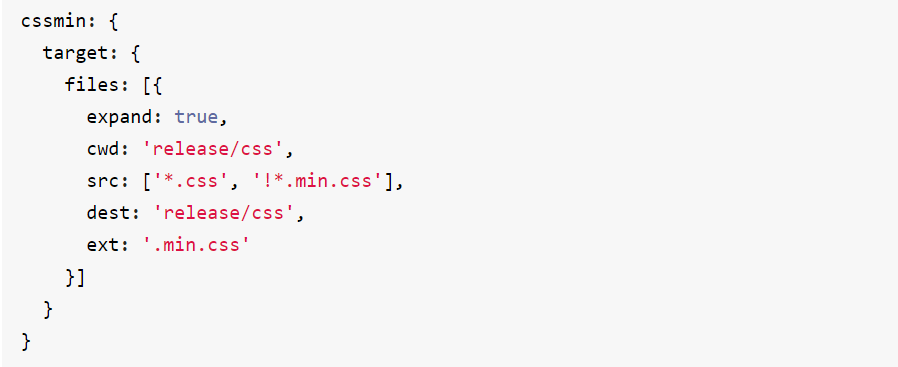 cssmin: {
  target: {
    files: [{
      expand: true,
      cwd: 'release/css',
      src: ['*.css', '!*.min.css'],
      dest: 'release/css',
      ext: '.min.css'
    }]
  }
}